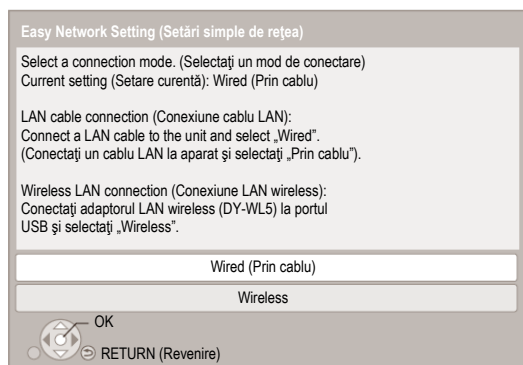 Easy Network Setting (Setări simple de reţea)
Select a connection mode. (Selectaţi un mod de conectare)
Current setting (Setare curentă): Wired (Prin cablu)
LAN cable connection (Conexiune cablu LAN):
Connect a LAN cable to the unit and select „Wired”.
(Conectaţi un cablu LAN la aparat şi selectaţi „Prin cablu”).
Wireless LAN connection (Conexiune LAN wireless):
Conectaţi adaptorul LAN wireless (DY-WL5) la portul
USB şi selectaţi „Wireless”.
Wired (Prin cablu)
Wireless
OK
RETURN (Revenire)